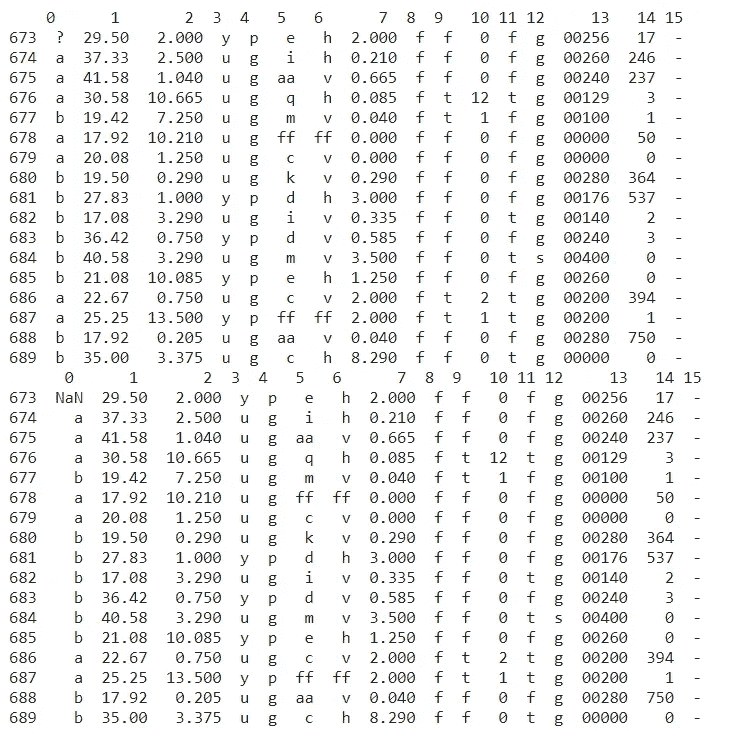 0 1 2 3 4 5 6 7 8 9 10 11 12 13 14 15
673 ? 29.50 2.000 y p e h 2.000 f f 0 f g 00256 17 -
674 a 37.33 2.500 u g i h 0.210 f f 0 f g 00260 246 -
675 a 41.58 1.040 u g aa v 0.665 f f 0 f g 00240 237 -
676 a 30.58 10.665 u g q h 0.085 f t 12 t g 00129 3 -
677 b 19.42 7.250 u g m v 0.040 f t 1 f g 00100 1 -
678 a 17.92 10.210 u g ff ff 0.000 f f 0 f g 00000 50 -
679 a 20.08 1.250 u g c v 0.000 f f 0 f g 00000 0 -
680 b 19.50 0.290 u g k v 0.290 f f 0 f g 00280 364 -
681 b 27.83 1.000 y p d h 3.000 f f 0 f g 00176 537 -
682 b 17.08 3.290 u g i v 0.335 f f 0 t g 00140 2 -
683 b 36.42 0.750 y p d v 0.585 f f 0 f g 00240 3 -
684 b 40.58 3.290 u g m v 3.500 f f 0 t s 00400 0 -
685 b 21.08 10.085 y p e h 1.250 f f 0 f g 00260 0 -
686 a 22.67 0.750 u g c v 2.000 f t 2 t g 00200 394 -
687 a 25.25 13.500 y p ff ff 2.000 f t 1 t g 00200 1 -
688 b 17.92 0.205 u g aa v 0.040 f f 0 f g 00280 750 -
689 b 35.00 3.375 u g c h 8.290 f f 0 t g 00000 0 -
0 1 2 3 4 5 6 7 8 9 10 11 12 13 14 15
673 NaN 29.50 2.000 y p e h 2.000 f f 0 f g 00256 17 -
674 a 37.33 2.500 u g i h 0.210 f f 0 f g 00260 246 -
675 a 41.58 1.040 u g aa v 0.665 f f 0 f g 00240 237 -
676 a 30.58 10.665 u g q h 0.085 f t 12 t g 00129 3 -
677 b 19.42 7.250 u g m v 0.040 f t 1 f g 00100 1 -
678 a 17.92 10.210 u g ff ff 0.000 f f 0 f g 00000 50 -
679 a 20.08 1.250 u g c v 0.000 f f 0 f g 00000 0 -
680 b 19.50 0.290 u g k v 0.290 f f 0 f g 00280 364 -
681 b 27.83 1.000 y p d h 3.000 f f 0 f g 00176 537 -
682 b 17.08 3.290 u g i v 0.335 f f 0 t g 00140 2 -
683 b 36.42 0.750 y p d v 0.585 f f 0 f g 00240 3 -
684 b 40.58 3.290 u g m v 3.500 f f 0 t s 00400 0 -
685 b 21.08 10.085 y p e h 1.250 f f 0 f g 00260 0 -
686 a 22.67 0.750 u g c v 2.000 f t 2 t g 00200 394 -
687 a 25.25 13.500 y p ff ff 2.000 f t 1 t g 00200 1 -
688 b 17.92 0.205 u g aa v 0.040 f f 0 f g 00280 750 -
689 b 35.00 3.375 u g c h 8.290 f f 0 t g 00000 0 -